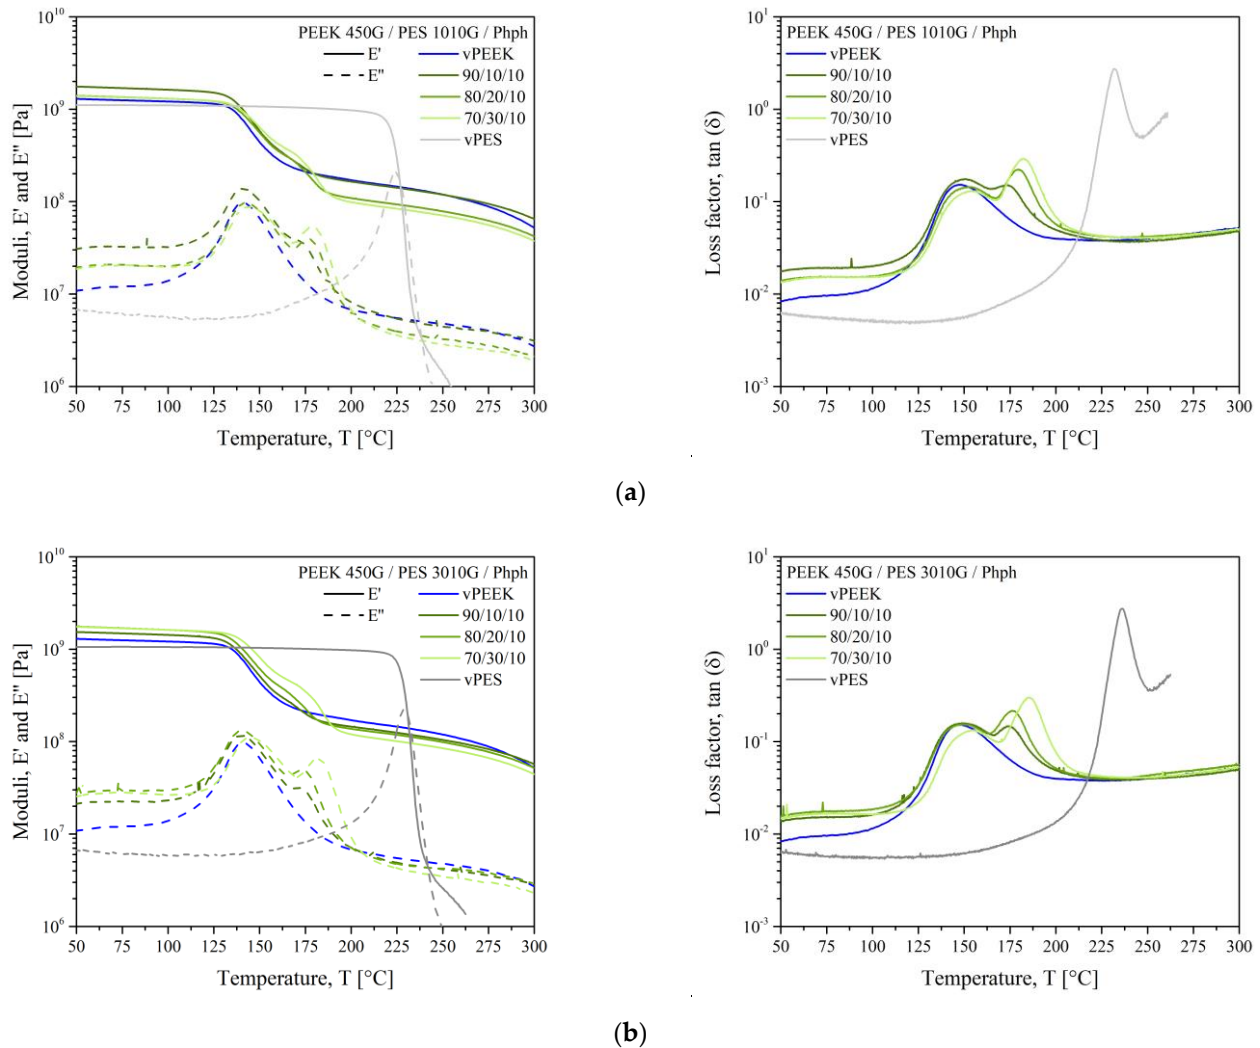 PEEK 450G / PES 1010G / Phph
E' vPEEK
E" 90/10/10
80/20/10
70/30/10
vPES
Moduli, E' and E" [Pa]
10^10
10^9
10^8
10^7
10^6
50 75 100 125 150 175 200 225 250 275 300
Temperature, T [°C]
PEEK 450G / PES 1010G / Phph
vPEEK
90/10/10
80/20/10
70/30/10
vPES
Loss factor, tan (δ)
10^1
10^0
10^-1
10^-2
10^-3
50 75 100 125 150 175 200 225 250 275 300
Temperature, T [°C]
(a)
PEEK 450G / PES 3010G / Phph
E' vPEEK
E" 90/10/10
80/20/10
70/30/10
vPES
Moduli, E' and E" [Pa]
10^10
10^9
10^8
10^7
10^6
50 75 100 125 150 175 200 225 250 275 300
Temperature, T [°C]
PEEK 450G / PES 3010G / Phph
vPEEK
90/10/10
80/20/10
70/30/10
vPES
Loss factor, tan (δ)
10^1
10^0
10^-1
10^-2
10^-3
50 75 100 125 150 175 200 225 250 275 300
Temperature, T [°C]
(b)